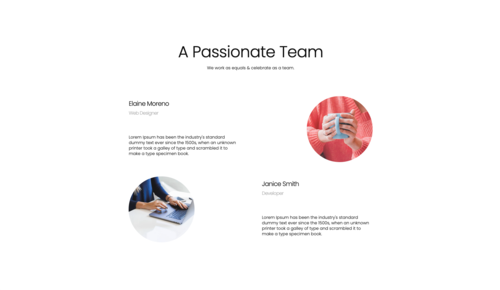 A Passionate Team
We work as equals & celebrate as a team
Elaine Moreno
Web Designer
Lorem Ipsum has been the industry's standard
dummy text ever since the 1500s, when an unknown
printer took a galley of type and scrambled it to
make a type specimen book.
Janice Smith
Developer
Lorem Ipsum has been the industry's standard
dummy text ever since the 1500s, when an unknown
printer took a galley of type and scrambled it to
make a type specimen book.